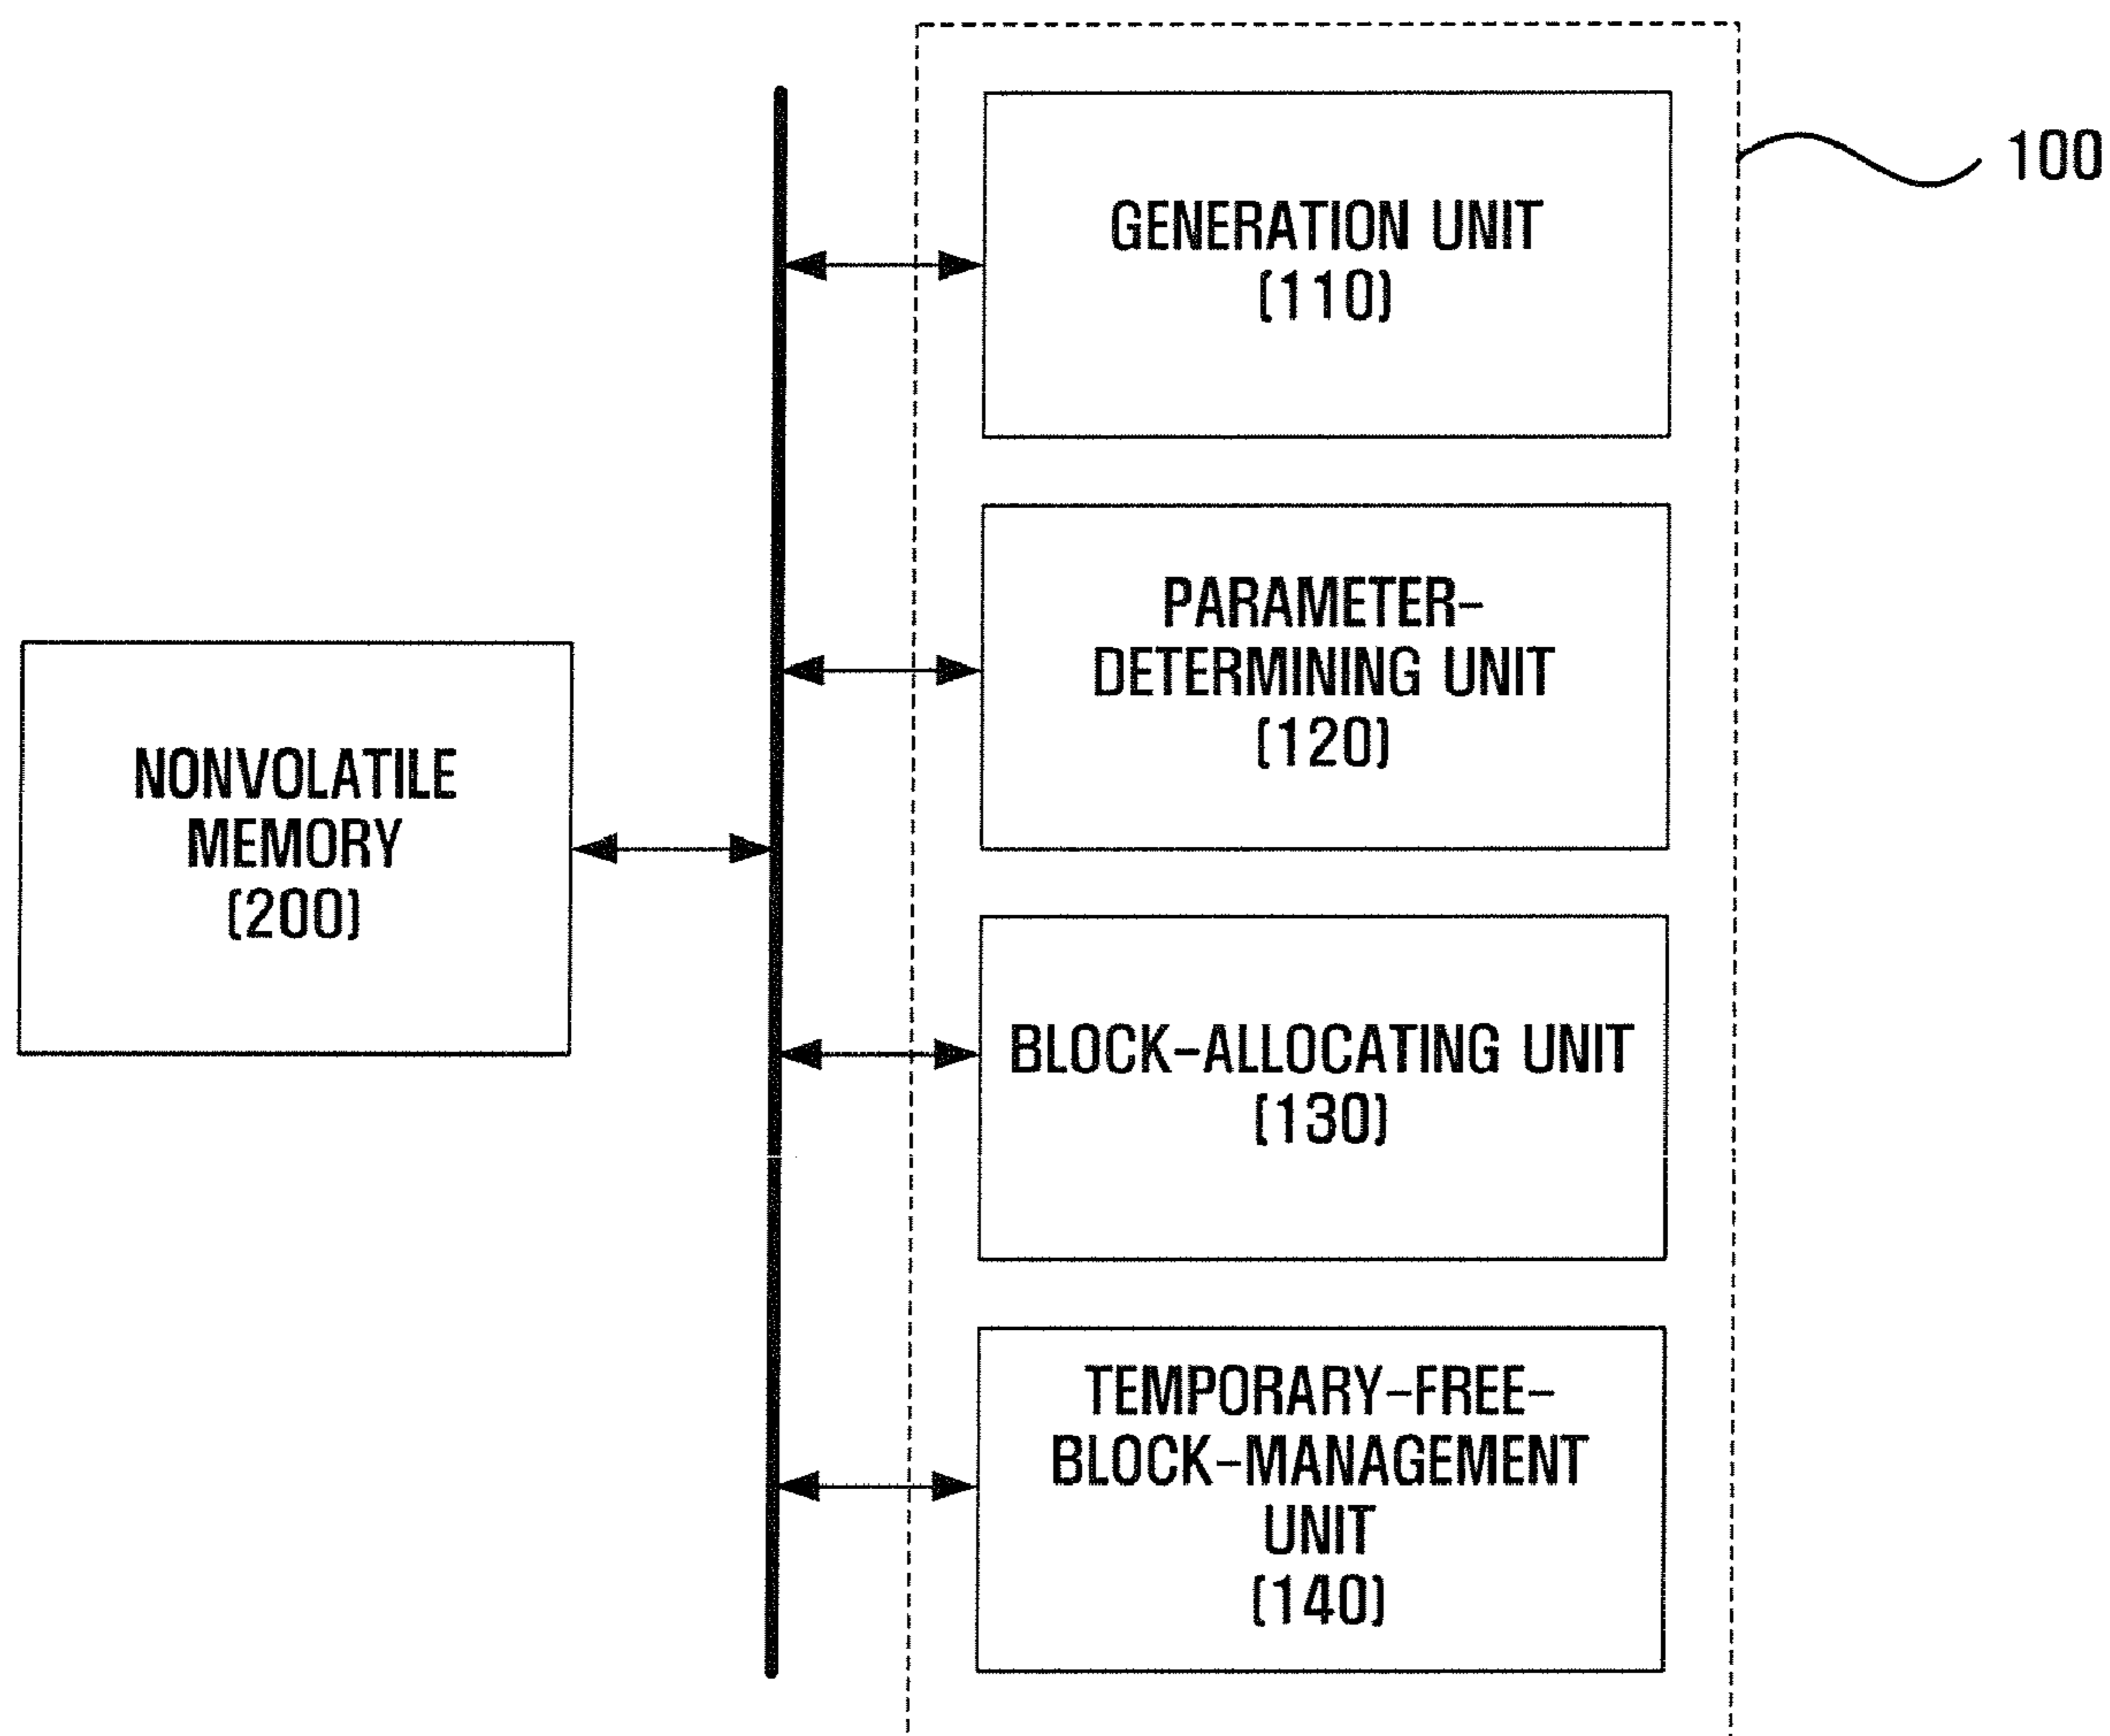 100
GENERATION UNIT
(110)
PARAMETER-
DETERMINING UNIT
(120)
NONVOLATILE
MEMORY
(200)
BLOCK-ALLOCATING UNIT
(130)
TEMPORARY-FREE-
BLOCK-MANAGEMENT
UNIT
(140)